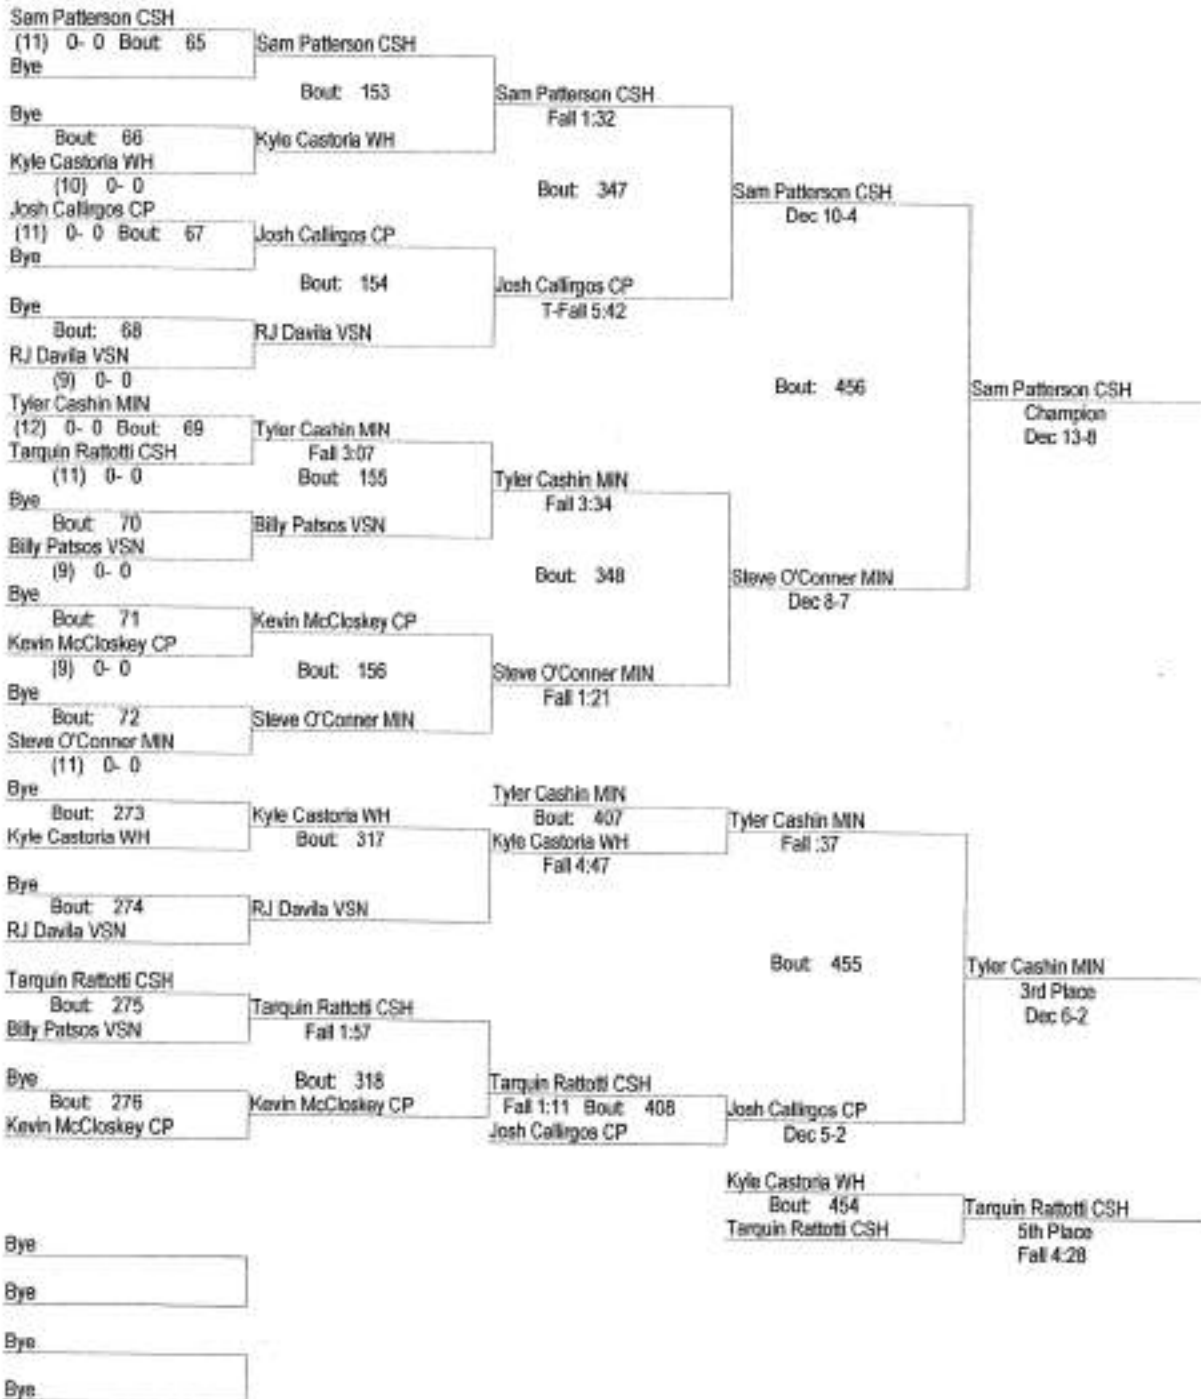 Sam Patterson CSH
(11) 0- 0 Bout: 65
Bye
Sam Patterson CSH
Bout: 153
Sam Patterson CSH
Fall 1:32
Bye
Bout: 66
Kyle Castoria WH
Kyle Castoria WH
(10) 0- 0
Bout: 347
Sam Patterson CSH
Dec 10-4
Josh Callirgos CP
(11) 0- 0 Bout: 67
Bye
Josh Callirgos CP
Bout: 154
Josh Callirgos CP
T-Fall 5:42
Bye
Bout: 68
RJ Davila VSN
RJ Davila VSN
(9) 0- 0
Bout: 456
Sam Patterson CSH
Champion
Dec 13-8
Tyler Cashin MIN
(12) 0- 0 Bout: 69
Tarquin Rattotti CSH
(11) 0- 0
Tyler Cashin MIN
Fall 3:07
Bout: 155
Tyler Cashin MIN
Fall 3:34
Bye
Bout: 70
Billy Patsos VSN
Billy Patsos VSN
(9) 0- 0
Bout: 348
Steve O'Conner MIN
Dec 8-7
Bye
Bout: 71
Kevin McCloskey CP
Kevin McCloskey CP
(9) 0- 0
Bout: 156
Steve O'Conner MIN
Fall 1:21
Bye
Bout: 72
Steve O'Conner MIN
Steve O'Conner MIN
(11) 0- 0
Bye
Bout: 273
Kyle Castoria WH
Kyle Castoria WH
Bout: 317
Tyler Cashin MIN
Bout: 407
Kyle Castoria WH
Fall 4:47
Tyler Cashin MIN
Fall :37
Bye
Bout: 274
RJ Davila VSN
RJ Davila VSN
Bout: 455
Tyler Cashin MIN
3rd Place
Dec 6-2
Tarquin Rattotti CSH
Bout: 275
Billy Patsos VSN
Tarquin Rattotti CSH
Fall 1:57
Bye
Bout: 276
Kevin McCloskey CP
Bout: 318
Kevin McCloskey CP
Tarquin Rattotti CSH
Fall 1:11 Bout: 408
Josh Callirgos CP
Josh Callirgos CP
Dec 5-2
Kyle Castoria WH
Bout: 454
Tarquin Rattotti CSH
Tarquin Rattotti CSH
5th Place
Fall 4:28
Bye
Bye
Bye
Bye